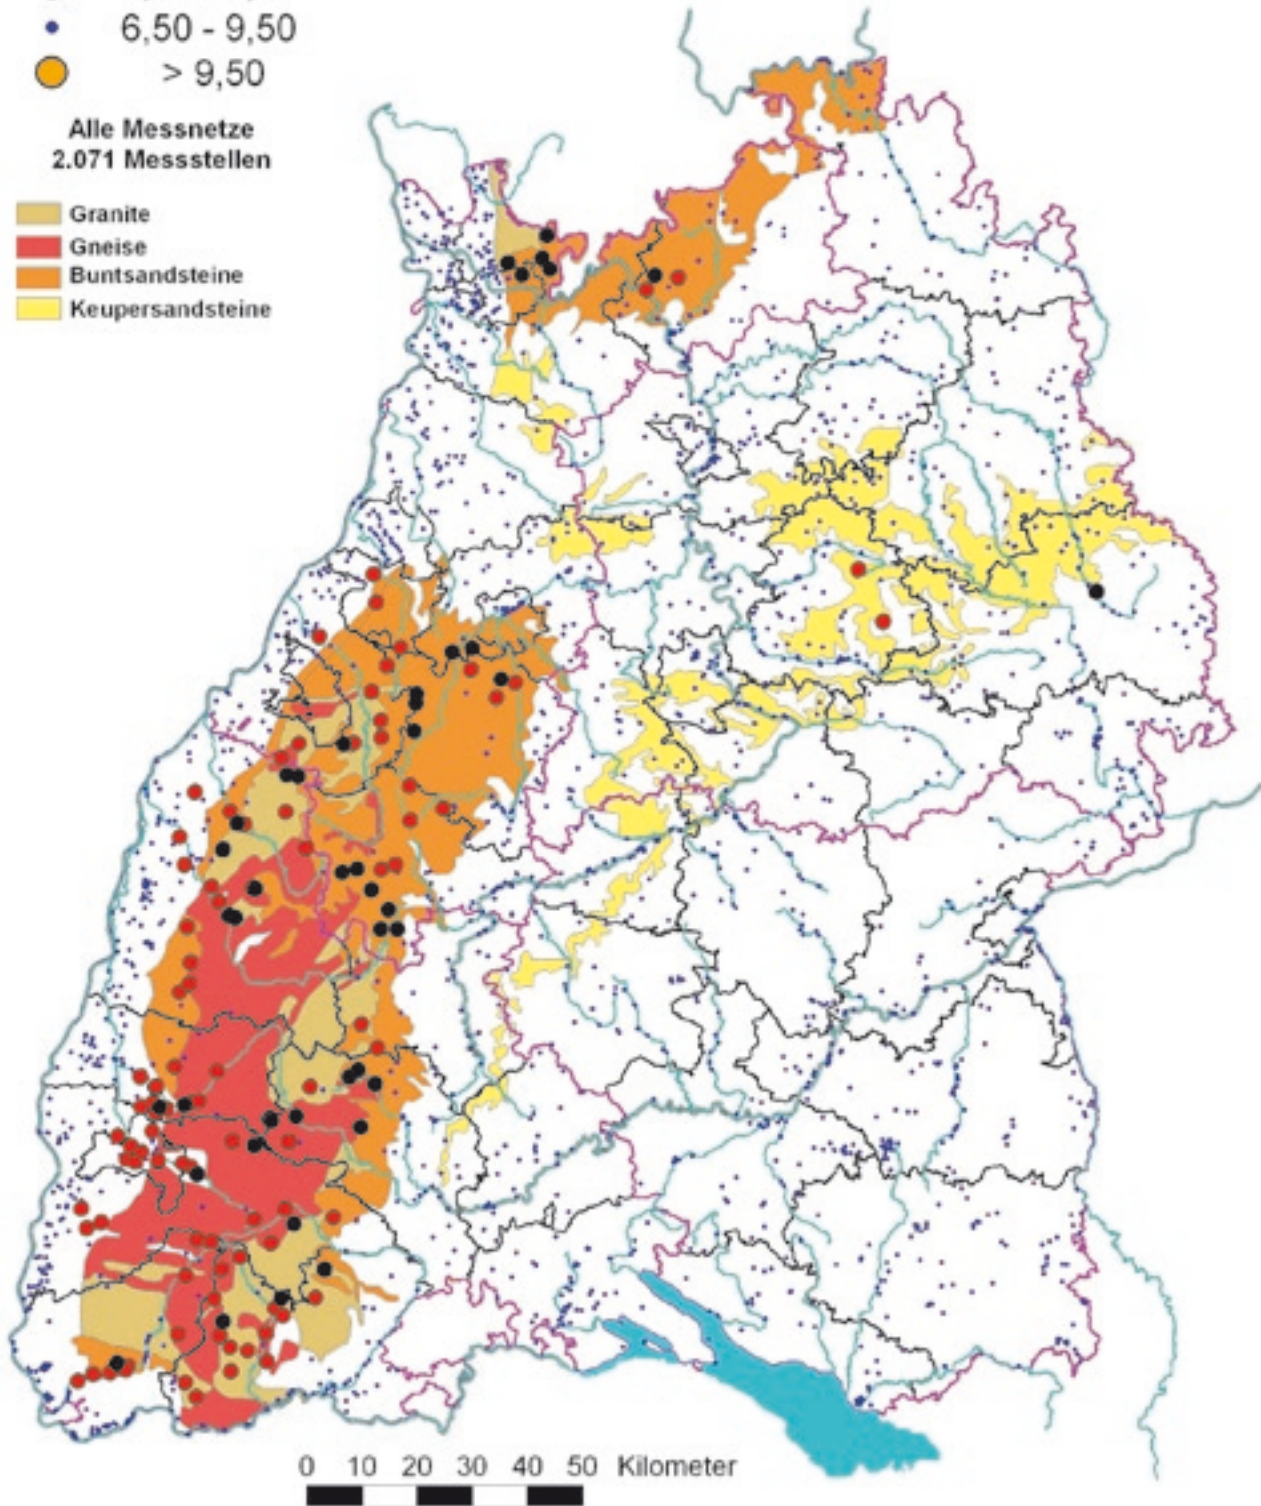 6,50 - 9,50
> 9,50
Alle Messnetze
2.071 Messstellen
Granite
Gneise
Buntsandsteine
Keupersandsteine
0 10 20 30 40 50 Kilometer